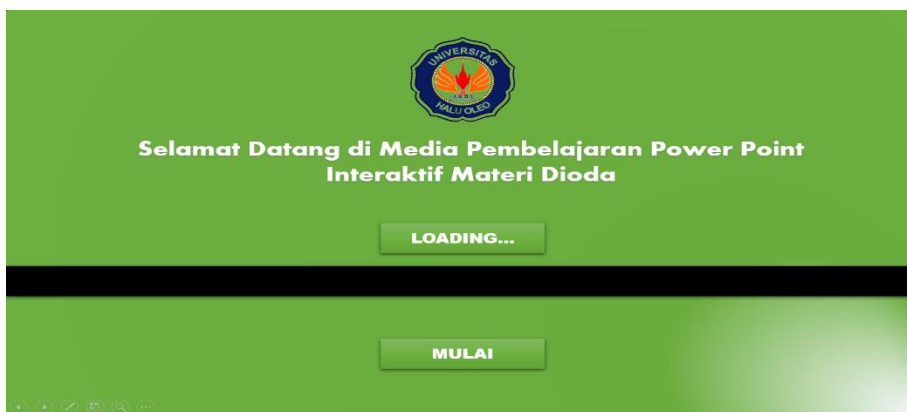 UNIVERSITAS
HALU OLEO
Selamat Datang di Media Pembelajaran Power Point
Interaktif Materi Dioda
LOADING...
MULAI